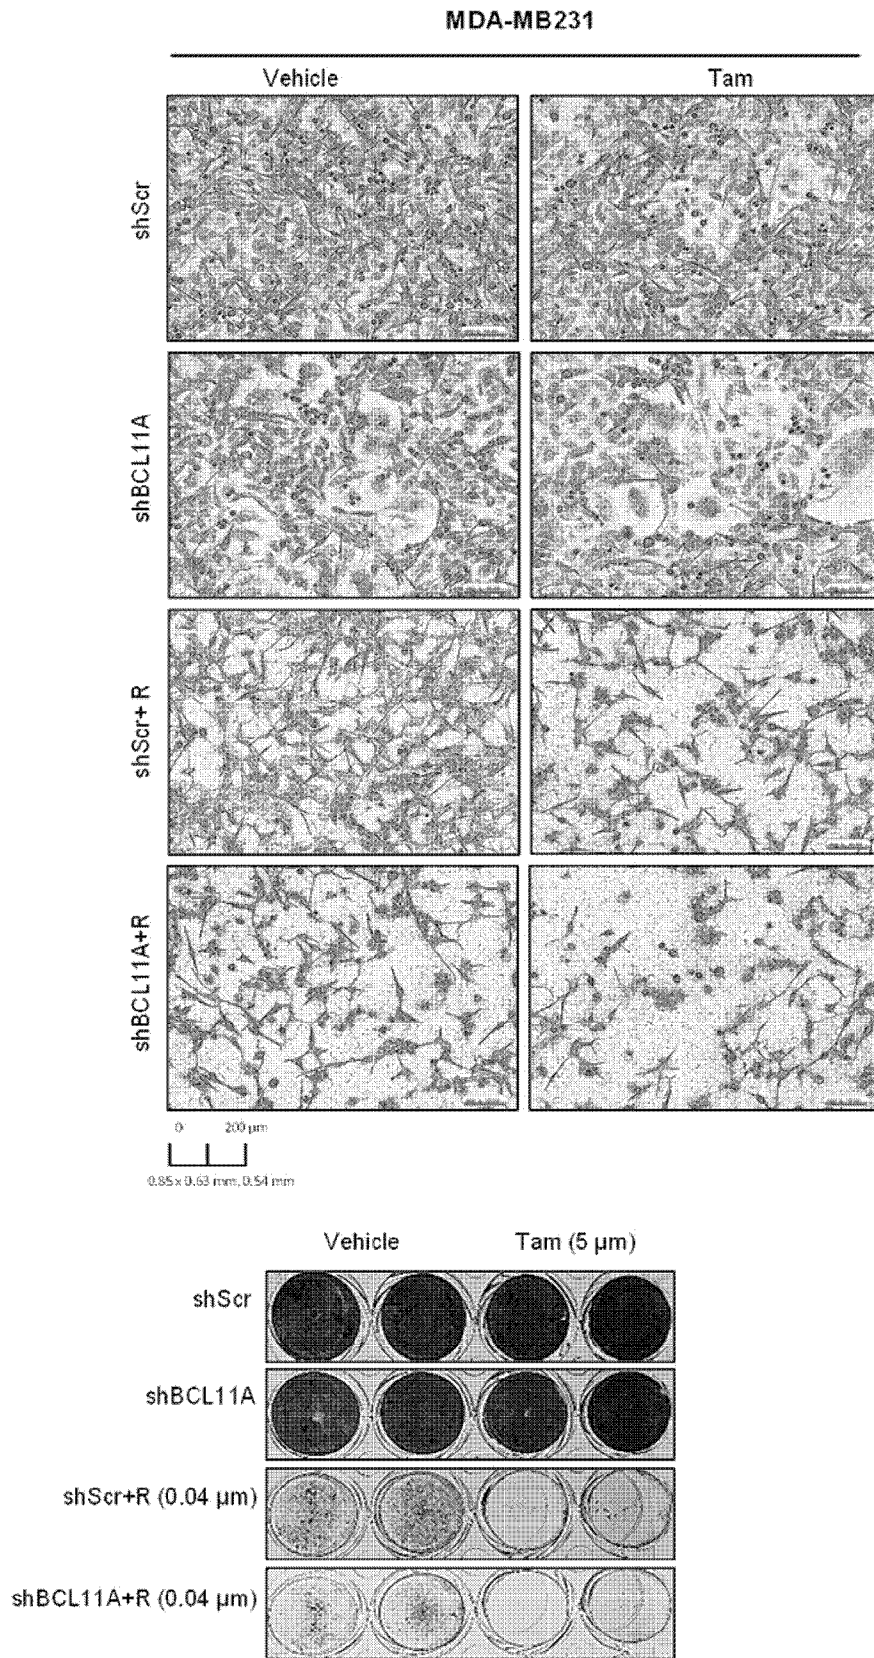 MDA-MB231
Vehicle Tam
shScr
shBCL11A
shScr+ R
shBCL11A+R
0 200 µm
0.85 x 0.63 mm, 0.54 mm
Vehicle Tam (5 µm)
shScr
shBCL11A
shScr+R (0.04 µm)
shBCL11A+R (0.04 µm)